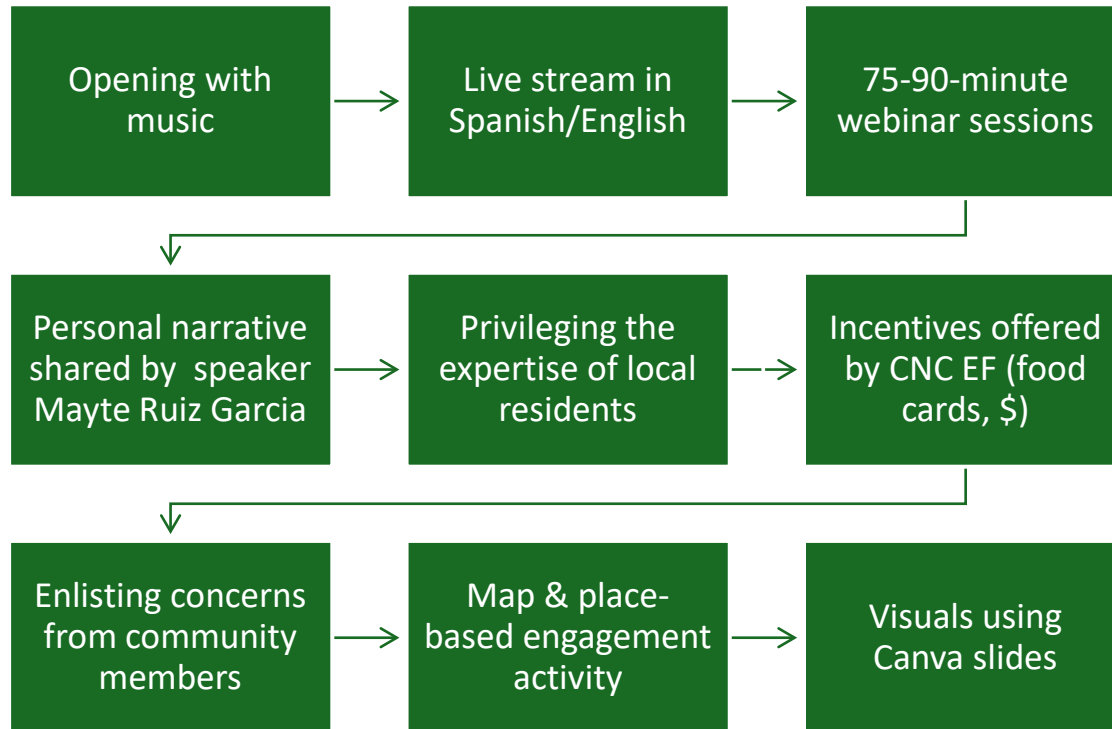 Opening with
music
Live stream in
Spanish/English
75-90-minute
webinar sessions
Personal narrative
shared by  speaker
Mayte Ruiz Garcia
Privileging the
expertise of local
residents
Incentives offered
by CNC EF (food
cards, $)
Enlisting concerns
from community
members
Map & place-
based engagement
activity
Visuals using
Canva slides